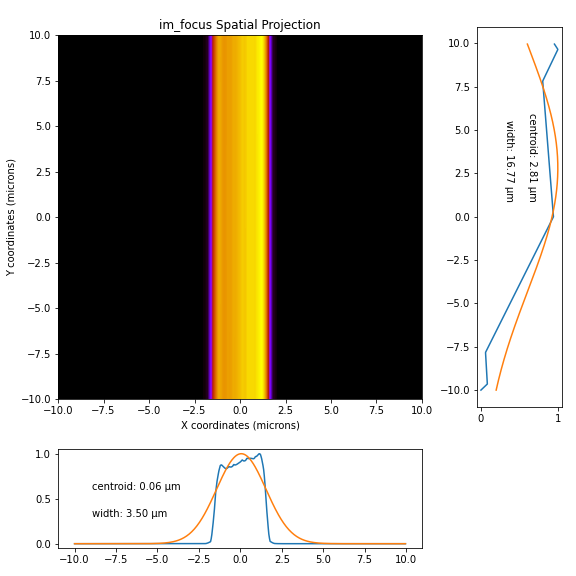 im_focus Spatial Projection
10.0
7.5
5.0
2.5
0.0
−2.5
−5.0
−7.5
−10.0
Y coordinates (microns)
−10.0 −7.5 −5.0 −2.5 0.0 2.5 5.0 7.5 10.0
X coordinates (microns)
10.0
7.5
5.0
2.5
0.0
−2.5
−5.0
−7.5
−10.0
centroid: 2.81 μm
width: 16.77 μm
0 1
1.0
0.5
0.0
centroid: 0.06 μm
width: 3.50 μm
−10.0 −7.5 −5.0 −2.5 0.0 2.5 5.0 7.5 10.0